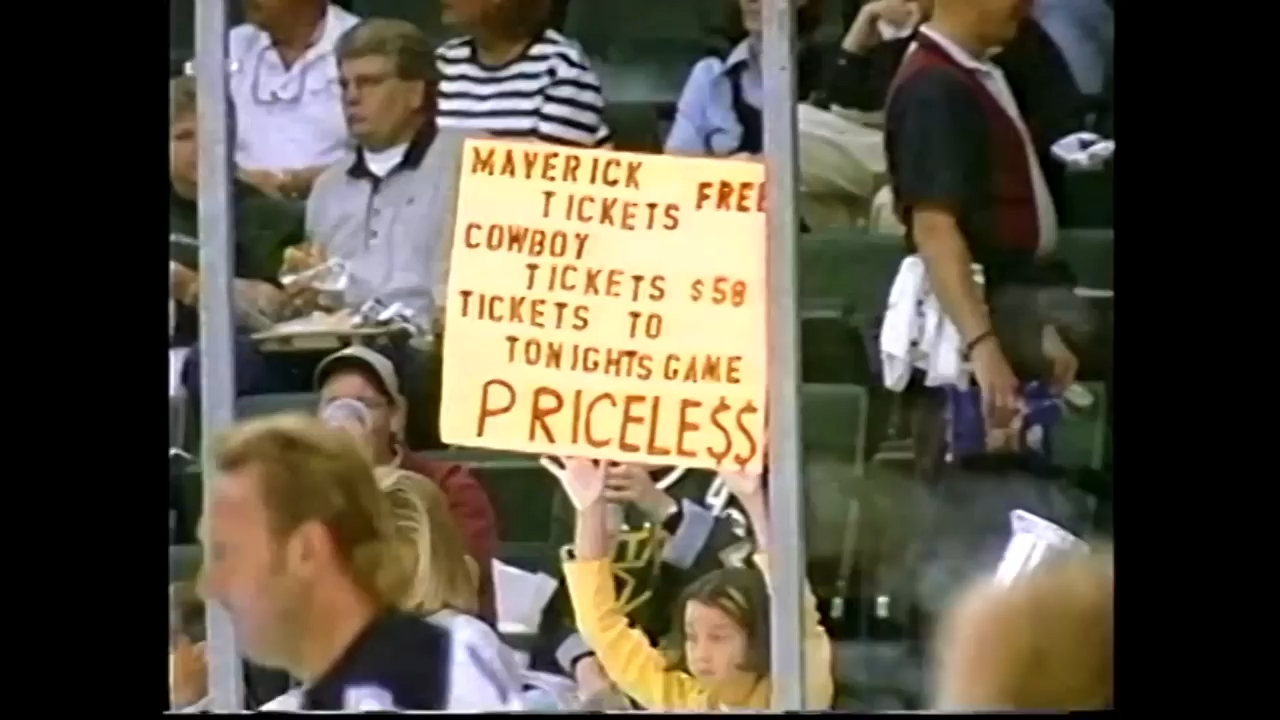 MAVERICK FREE
TICKETS
COWBOY
TICKETS $58
TICKETS TO
TONIGHTS GAME
PRICELE$$